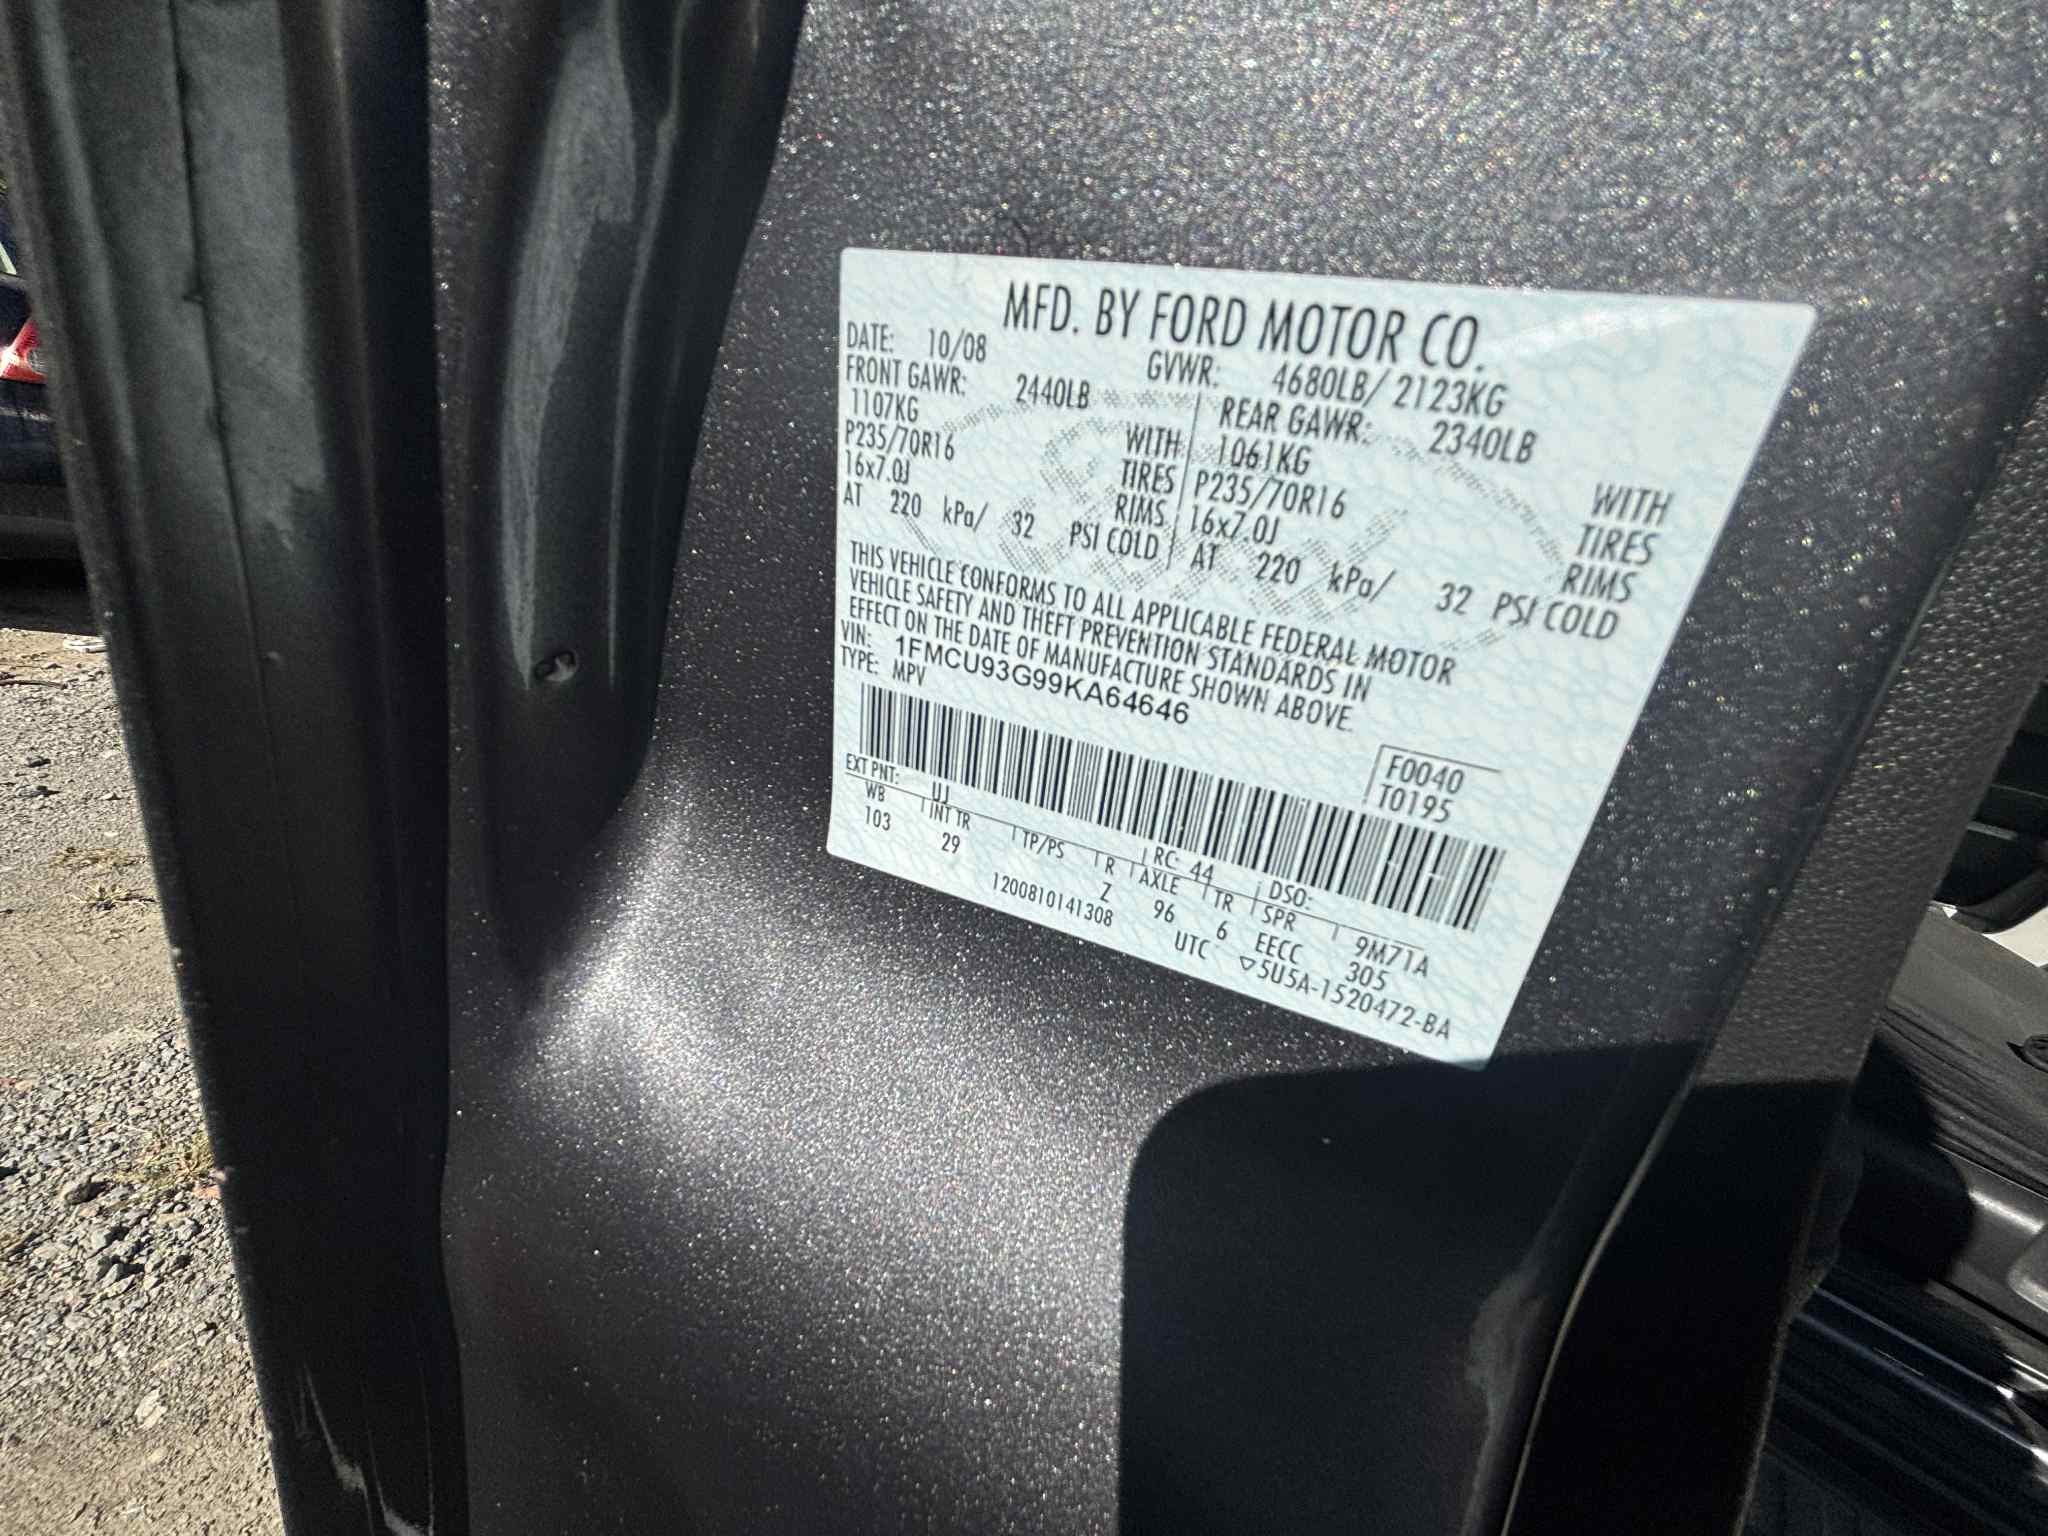 MFD. BY FORD MOTOR CO.
DATE: 10/08 GVWR: 4680LB/ 2123KG
FRONT GAWR: 2440LB REAR GAWR: 2340LB
1107KG WITH 1061KG WITH
P235/70R16 TIRES P235/70R16 TIRES
16x7.0J RIMS 16x7.0J RIMS
AT 220 kPa/ 32 PSI COLD AT 220 kPa/ 32 PSI COLD
THIS VEHICLE CONFORMS TO ALL APPLICABLE FEDERAL MOTOR
VEHICLE SAFETY AND THEFT PREVENTION STANDARDS IN
EFFECT ON THE DATE OF MANUFACTURE SHOWN ABOVE.
VIN: 1FMCU93G99KA64646
TYPE: MPV
F0040
T0195
EXT PNT: UJ RC: 44 DSO:
WB INT TR TP/PS R AXLE TR SPR 9M71A
103 29 Z 96 6 EECC 305
1200810141308 UTC ▽5U5A-1520472-BA